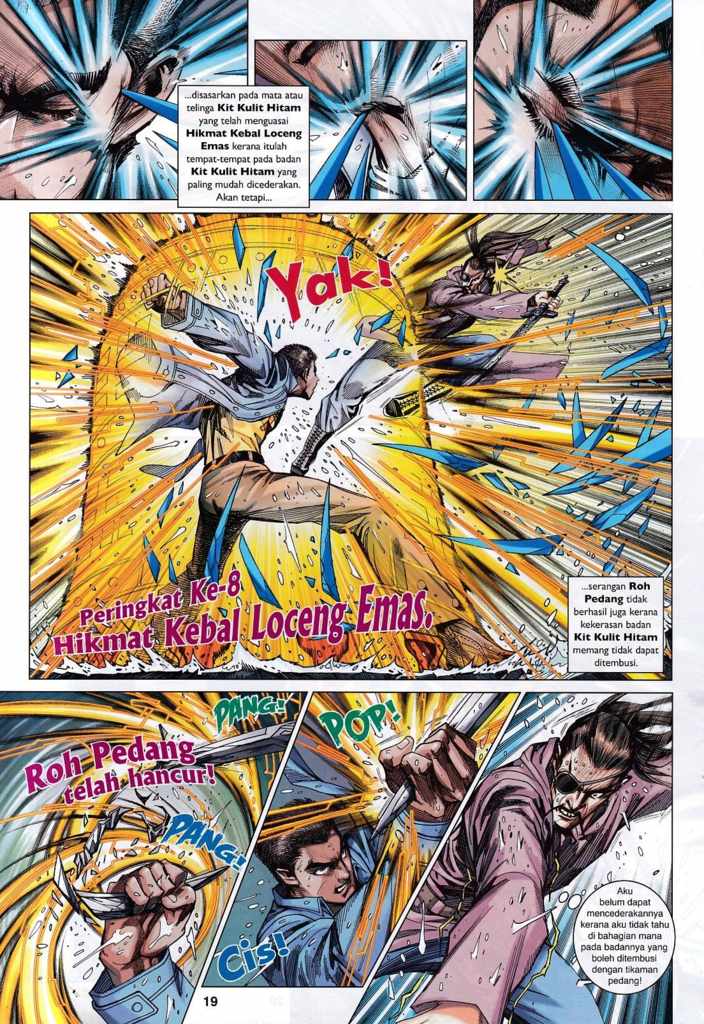 ...disasarkan pada mata atau
telinga Kit Kulit Hitam
yang telah menguasai
Hikmat Kebal Loceng
Emas kerana itulah
tempat-tempat pada badan
Kit Kulit Hitam yang
paling mudah dicederakan.
Akan tetapi...
Yak!
Peringkat Ke-8
Hikmat Kebal Loceng Emas.
...serangan Roh
Pedang tidak
berhasil juga kerana
kekerasan badan
Kit Kulit Hitam
memang tidak dapat
ditembusi.
Roh Pedang
telah hancur!
PANG!
PANG!
POP!
Cis!
Aku
belum dapat
mencederakannya
kerana aku tidak tahu
di bahagian mana
pada badannya yang
boleh ditembusi
dengan tikaman
pedang!
19